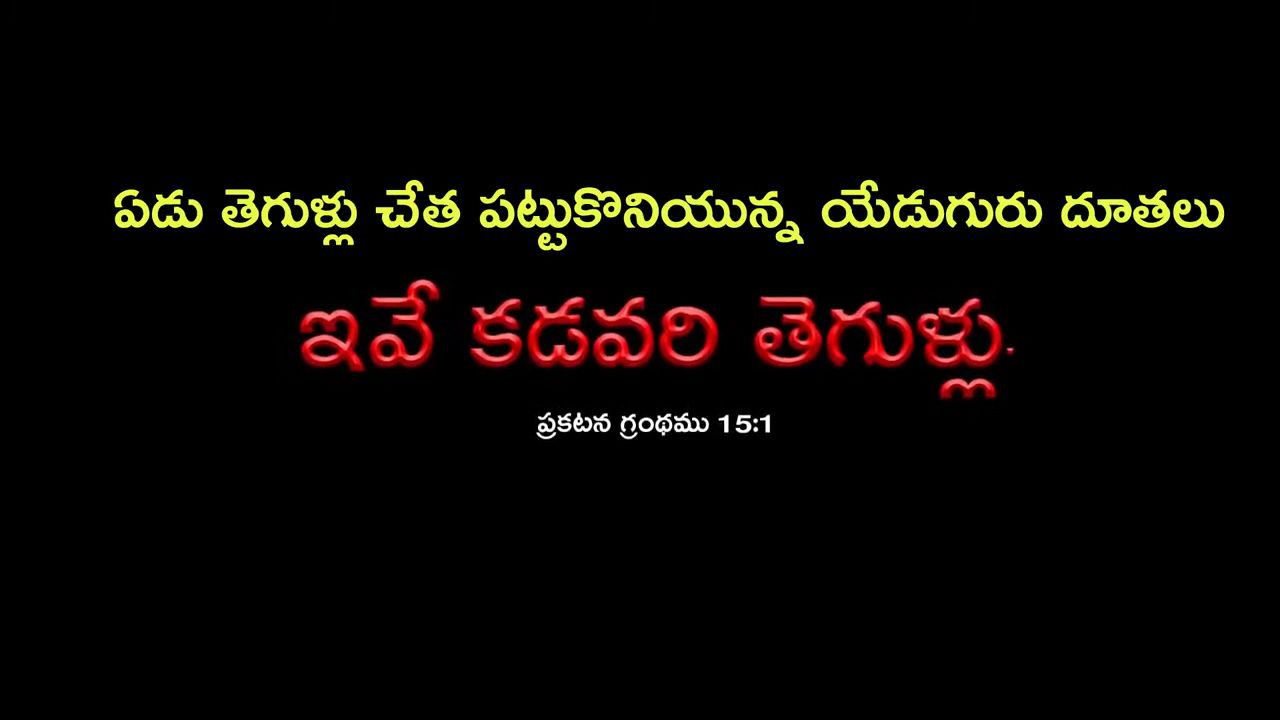 ఏడు తెగుళ్లు చేత పట్టుకొనియున్న యేడుగురు దూతలు
ఇవే కడవరి తెగుళ్లు.
ప్రకటన గ్రంథము 15:1